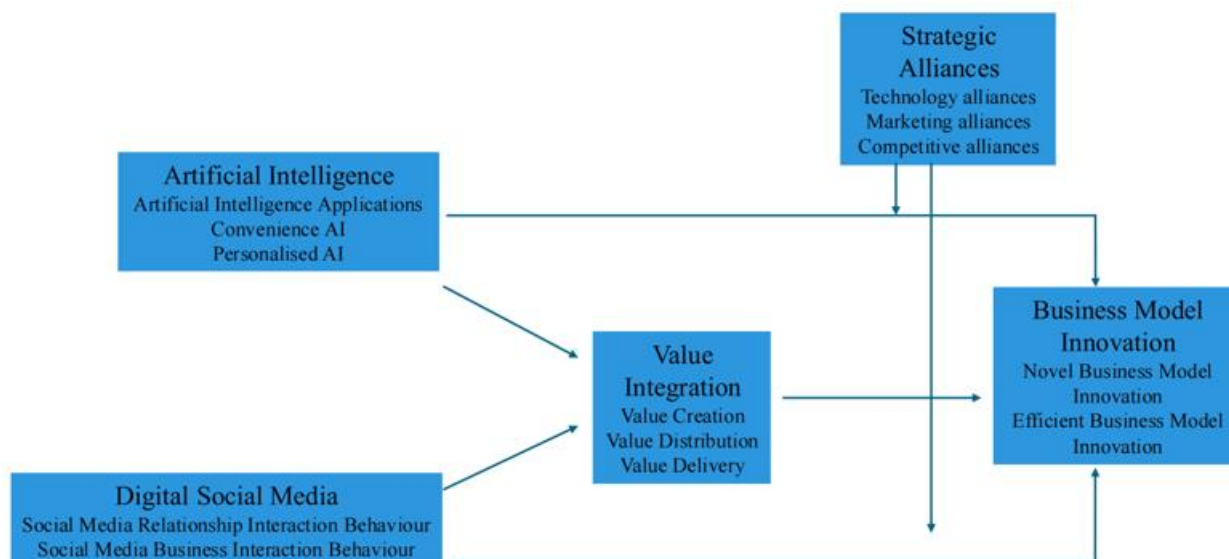 Strategic
Alliances
Technology alliances
Marketing alliances
Competitive alliances
Artificial Intelligence
Artificial Intelligence Applications
Convenience AI
Personalised AI
Business Model
Innovation
Novel Business Model
Innovation
Efficient Business Model
Innovation
Value
Integration
Value Creation
Value Distribution
Value Delivery
Digital Social Media
Social Media Relationship Interaction Behaviour
Social Media Business Interaction Behaviour